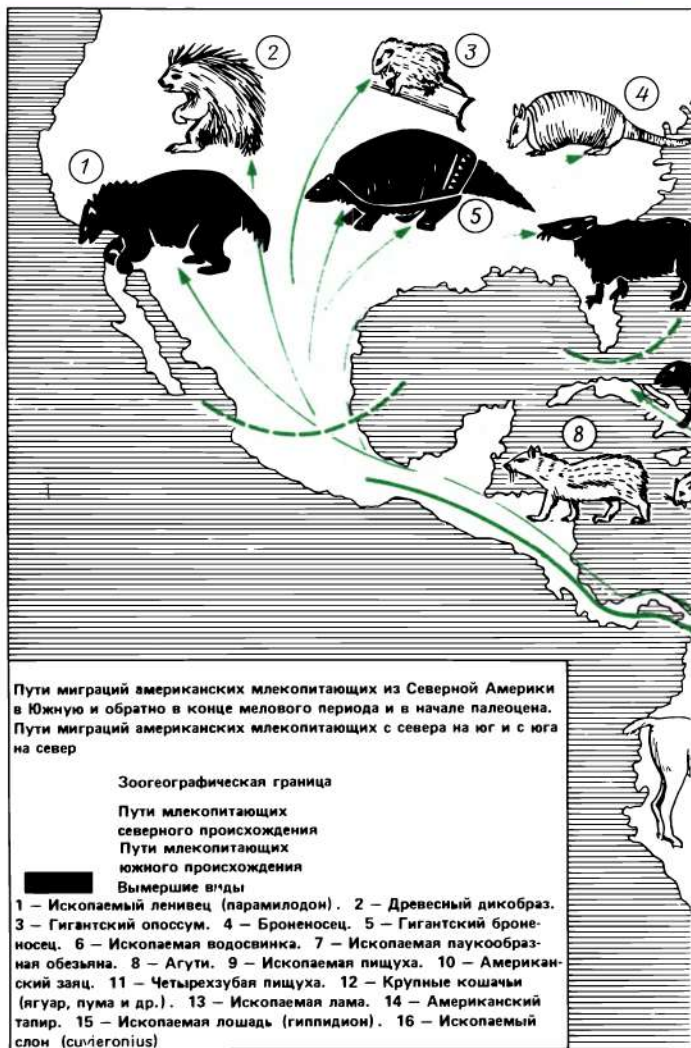 2
3
4
1
5
8
Пути миграций американских млекопитающих из Северной Америки
в Южную и обратно в конце мелового периода и в начале палеоцена.
Пути миграций американских млекопитающих с севера на юг и с юга
на север
Зоогеографическая граница
Пути млекопитающих
северного происхождения
Пути млекопитающих
южного происхождения
Вымершие виды
1 — Ископаемый ленивец (парамилодон). 2 — Древесный дикобраз.
3 — Гигантский опоссум. 4 — Броненосец. 5 — Гигантский броне-
носец. 6 — Ископаемая водосвинка. 7 — Ископаемая паукообраз-
ная обезьяна. 8 — Агути. 9 — Ископаемая пищуха. 10 — Американ-
ский заяц. 11 — Четырехзубая пищуха. 12 — Крупные кошачьи
(ягуар, пума и др.). 13 — Ископаемая лама. 14 — Американский
тапир. 15 — Ископаемая лошадь (гиппидион). 16 — Ископаемый
слон (cuvieronius)